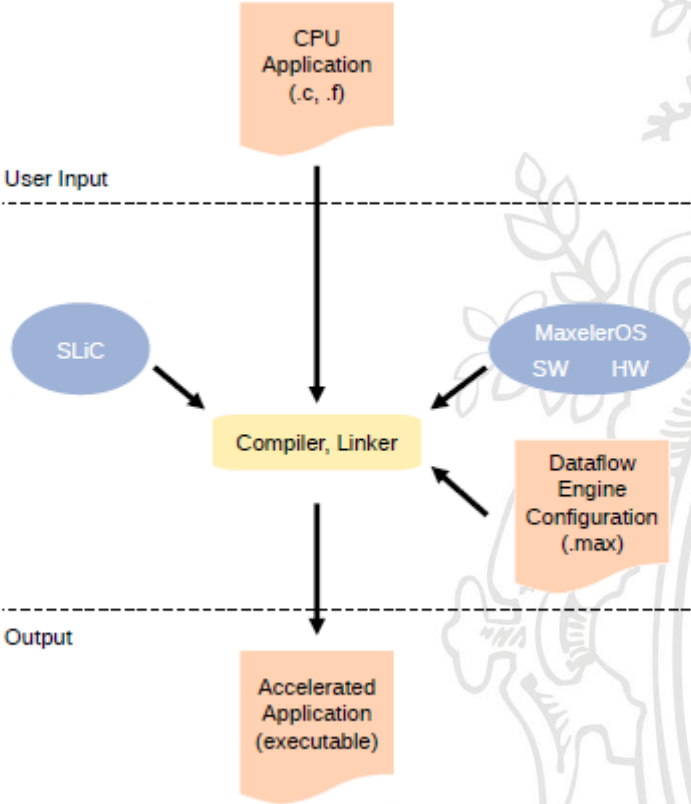 CPU
Application
(.c, .f)
User Input
SLiC
MaxelerOS
SW HW
Compiler, Linker
Dataflow
Engine
Configuration
(.max)
Output
Accelerated
Application
(executable)